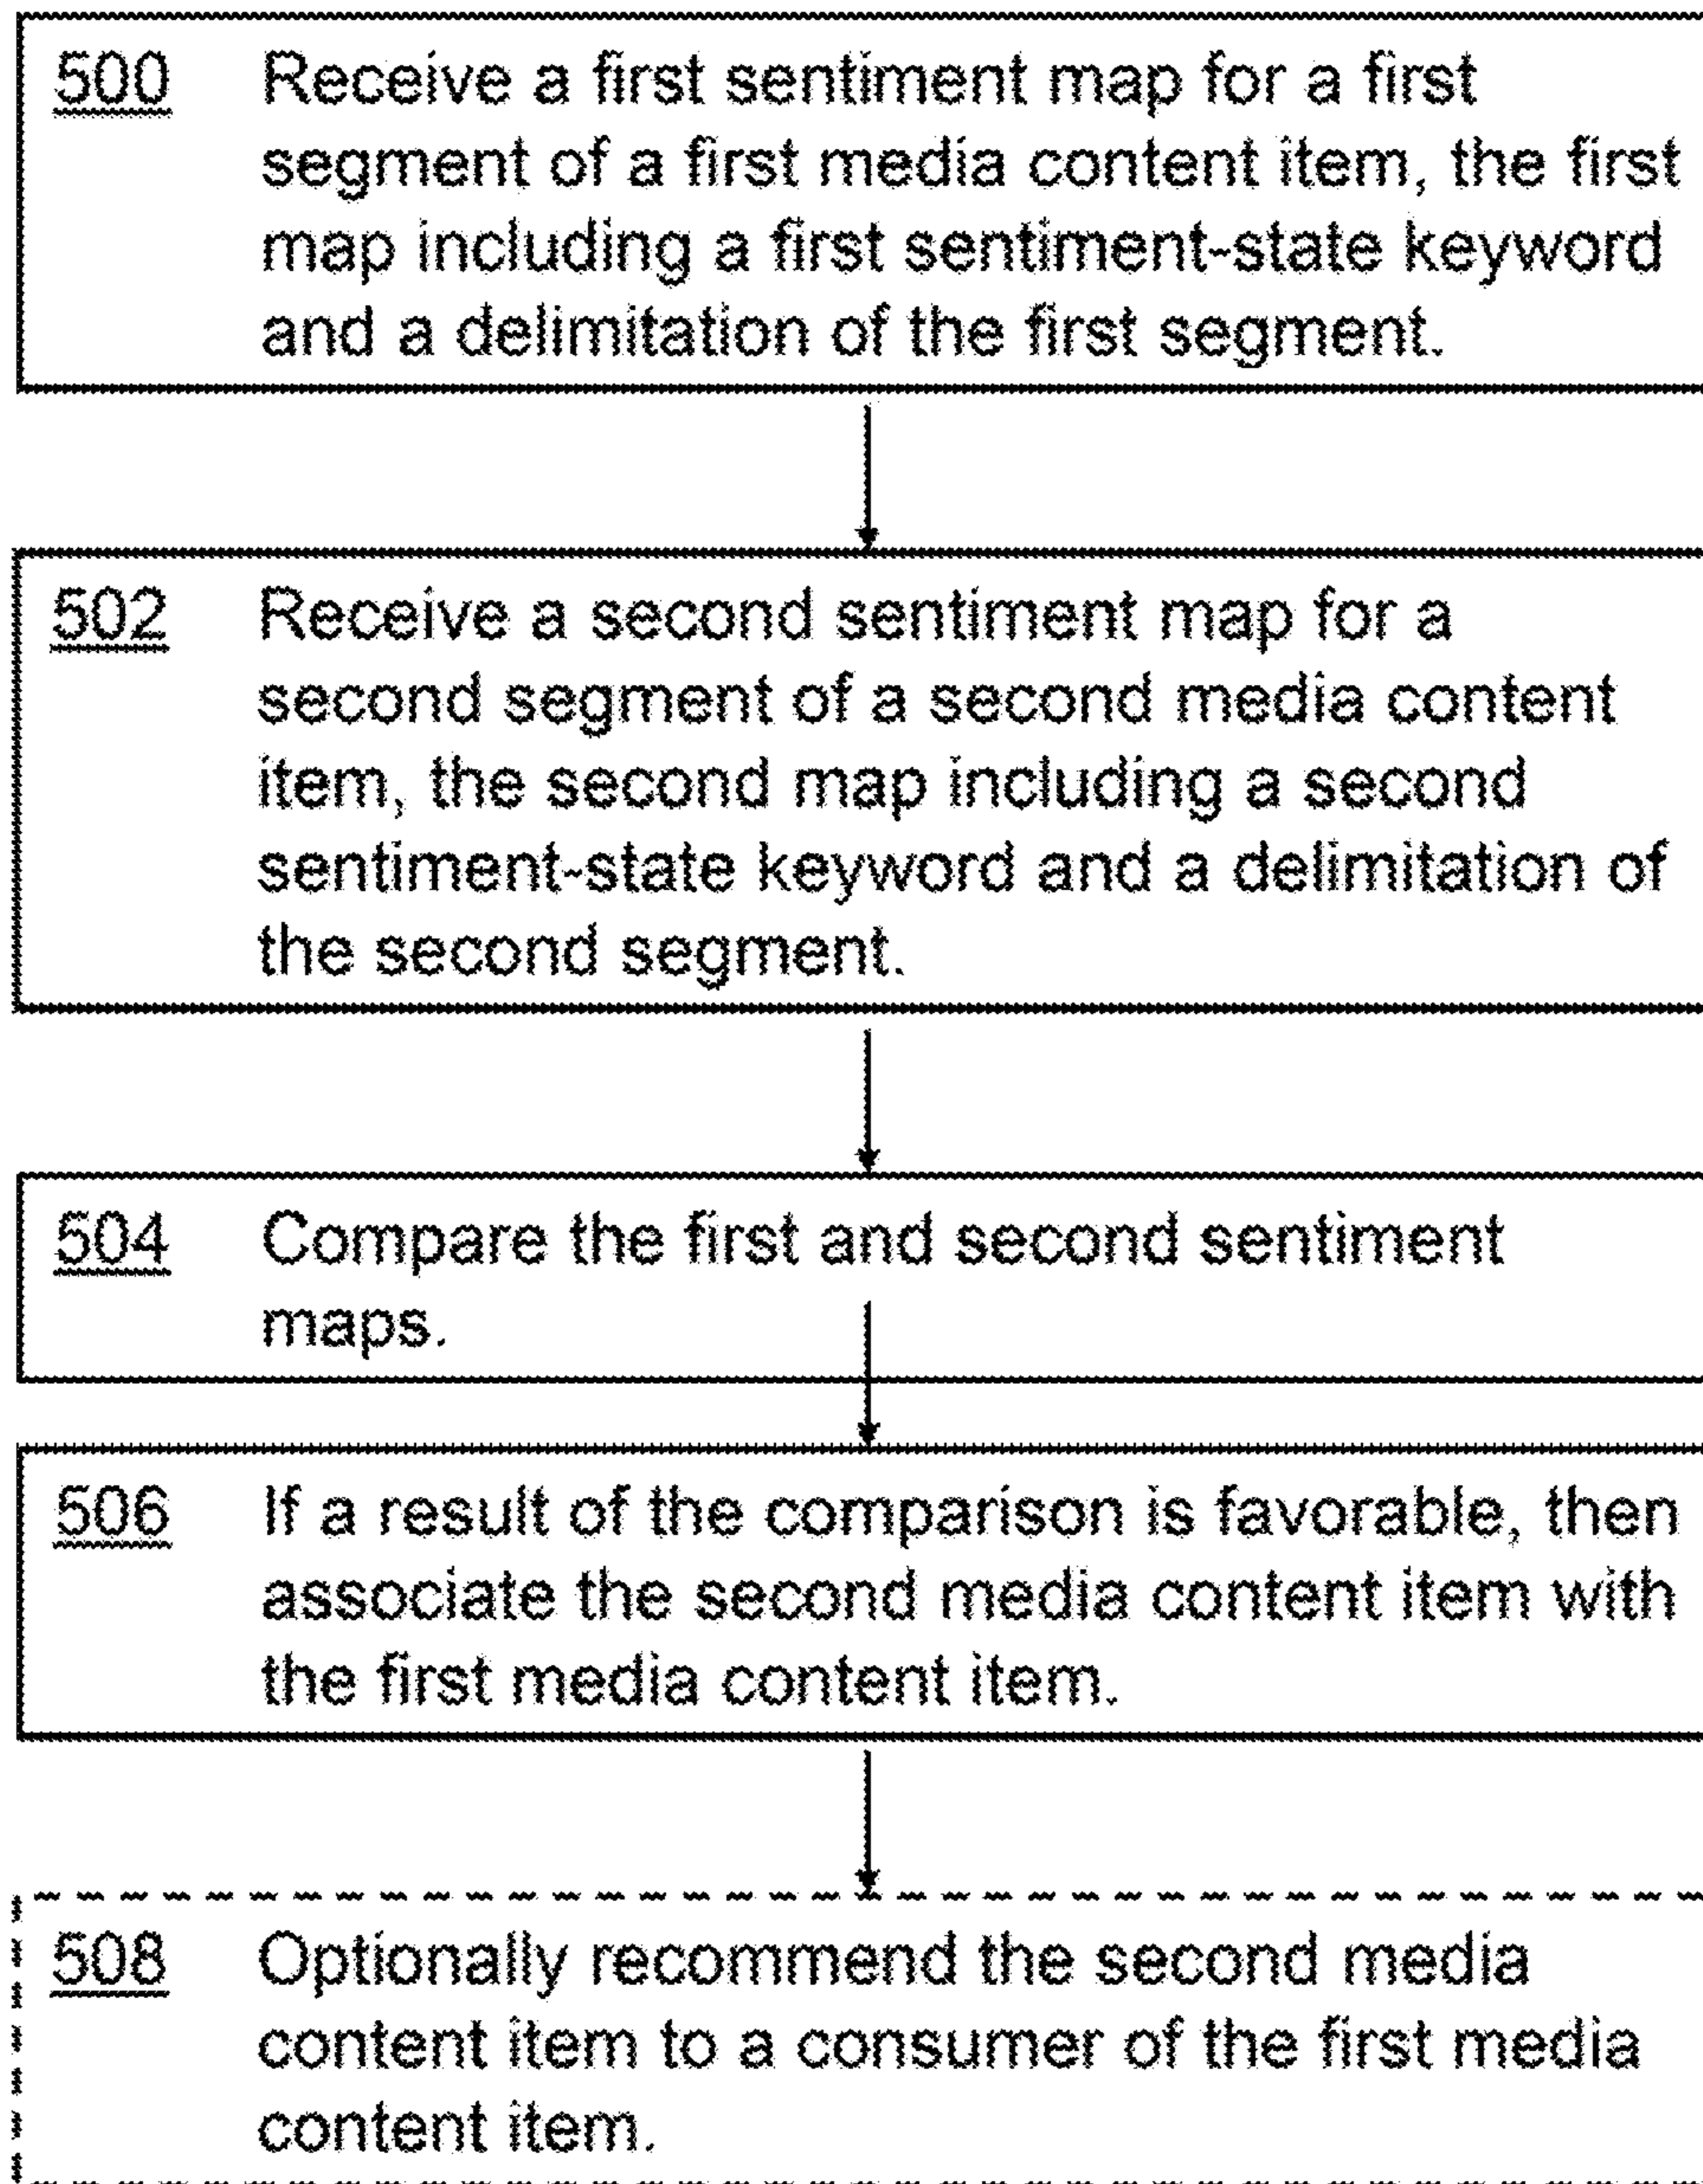 500 Receive a first sentiment map for a first
segment of a first media content item, the first
map including a first sentiment-state keyword
and a delimitation of the first segment.
502 Receive a second sentiment map for a
second segment of a second media content
item, the second map including a second
sentiment-state keyword and a delimitation of
the second segment.
504 Compare the first and second sentiment
maps.
506 If a result of the comparison is favorable, then
associate the second media content item with
the first media content item.
508 Optionally recommend the second media
content item to a consumer of the first media
content item.